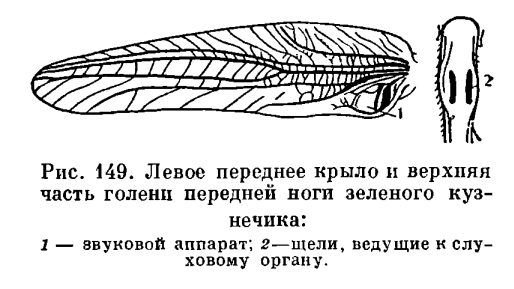 2
1
Рис. 149. Левое переднее крыло и верхняя
часть голени передней ноги зеленого куз-
нечика:
1 — звуковой аппарат; 2—щели, ведущие к слу-
ховому органу.